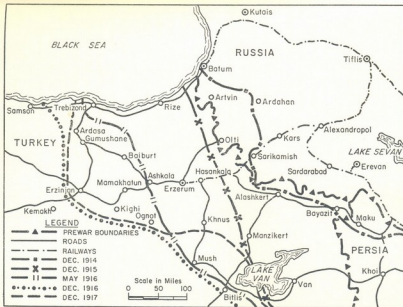 Kutais
BLACK SEA
RUSSIA
Tiflis
Batum
Samson
Trebizond
Rize
Artvin
Ardahan
Ardasa
Gumushane
TURKEY
Olti
Kars
Alexandropol
LAKE SEVAN
Baiburt
Sarikamish
Erevan
Sardarabad
Erzinjan
Mamakhatun
Ashkala
Erzerum
Hasankala
Alashkert
Bayazit
Maku
Kemakh
Kighi
Ognot
Khnus
Manzikert
PERSIA
Khoi
Mush
LAKE
VAN
Van
Bitlis
LEGEND
PREWAR BOUNDARIES
ROADS
RAILWAYS
DEC. 1914
DEC. 1915
MAY 1916
DEC. 1916
DEC. 1917
Scale in Miles
0 50 100